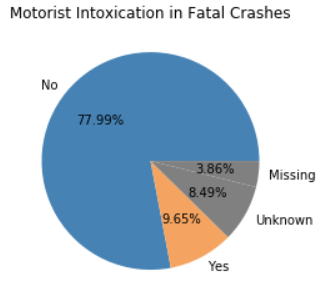 Motorist Intoxication in Fatal Crashes
No
77.99%
3.86%
Missing
8.49%
Unknown
9.65%
Yes